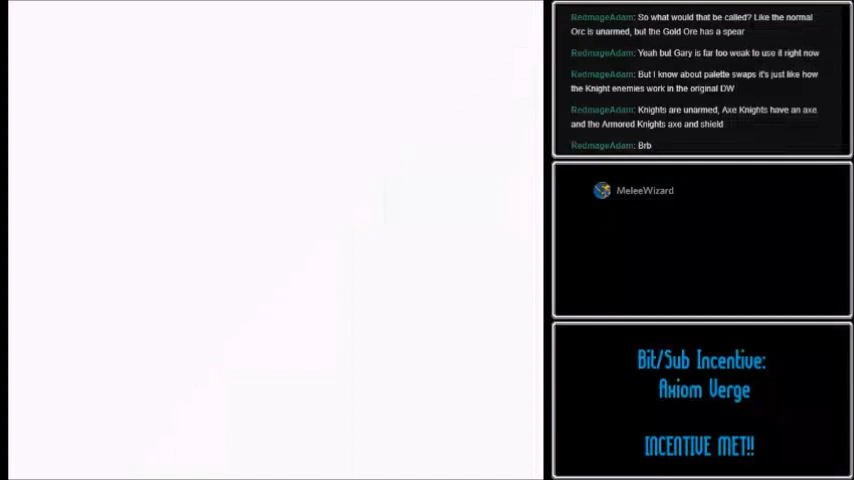 RedmageAdam: So what would that be called? Like the normal
Orc is unarmed, but the Gold Orc has a spear
RedmageAdam: Yeah but Gary is far too weak to use it right now
RedmageAdam: But I know about palette swaps it's just like how
the Knight enemies work in the original DW
RedmageAdam: Knights are unarmed, Axe Knights have an axe
and the Armored Knights axe and shield
RedmageAdam: Brb
MeleeWizard
Bit/Sub Incentive:
Axiom Verge
INCENTIVE MET!!